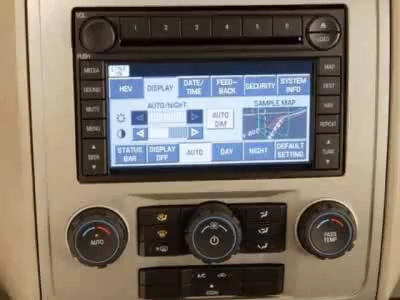 VOL
1 2 3 4 5 6
LOAD
PUSH
MEDIA
SOUND
MUTE
MENU
SEEK
MAP
DEST
NAV
REPEAT
TUNE
HEV DISPLAY DATE/ FEED- SECURITY SYSTEM
TIME BACK INFO
AUTO/NIGHT
SAMPLE MAP
AUTO
DIM
STATUS DISPLAY AUTO DAY NIGHT DEFAULT
BAR OFF SETTING
AUTO
A/C
PASS
TEMP